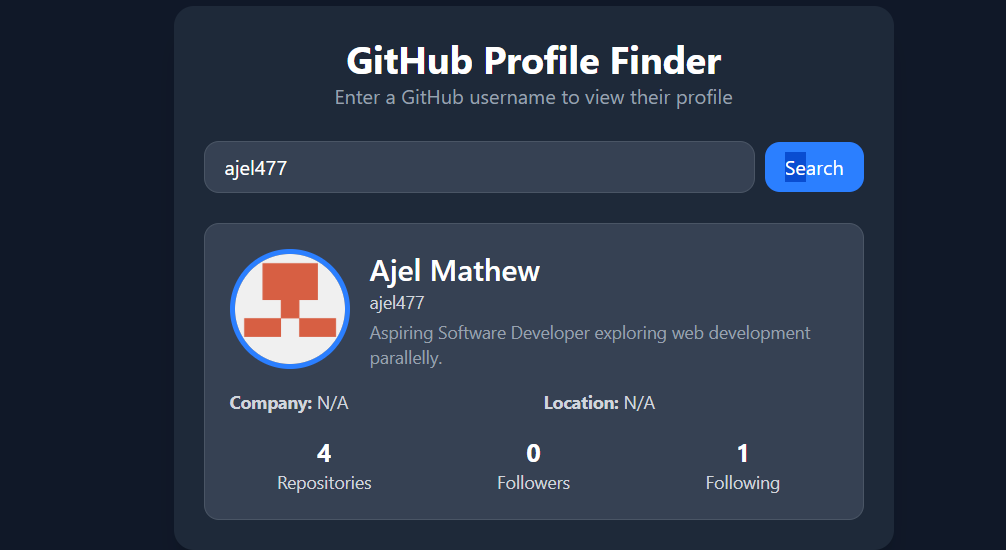 GitHub Profile Finder
Enter a GitHub username to view their profile
ajel477
Search
Ajel Mathew
ajel477
Aspiring Software Developer exploring web development
parallelly.
Company: N/A
Location: N/A
4
0
1
Repositories
Followers
Following